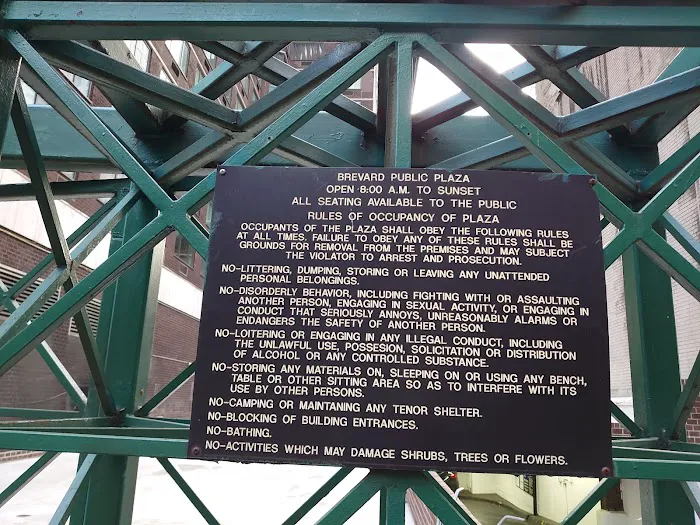 BREVARD PUBLIC PLAZA
OPEN 8:00 A.M. TO SUNSET
ALL SEATING AVAILABLE TO THE PUBLIC
RULES OF OCCUPANCY OF PLAZA
OCCUPANTS OF THE PLAZA SHALL OBEY THE FOLLOWING RULES
AT ALL TIMES. FAILURE TO OBEY ANY OF THESE RULES SHALL BE
GROUNDS FOR REMOVAL FROM THE PREMISES AND MAY SUBJECT
THE VIOLATOR TO ARREST AND PROSECUTION.
NO-LITTERING, DUMPING, STORING OR LEAVING ANY UNATTENDED
PERSONAL BELONGINGS.
NO-DISORDERLY BEHAVIOR, INCLUDING FIGHTING WITH OR ASSAULTING
ANOTHER PERSON, ENGAGING IN SEXUAL ACTIVITY, OR ENGAGING IN
CONDUCT THAT SERIOUSLY ANNOYS, UNREASONABLY ALARMS OR
ENDANGERS THE SAFETY OF ANOTHER PERSON.
NO-LOITERING OR ENGAGING IN ANY ILLEGAL CONDUCT, INCLUDING
THE UNLAWFUL USE, POSSESION, SOLICITATION OR DISTRIBUTION
OF ALCOHOL OR ANY CONTROLLED SUBSTANCE.
NO-STORING ANY MATERIALS ON, SLEEPING ON OR USING ANY BENCH,
TABLE OR OTHER SITTING AREA SO AS TO INTERFERE WITH ITS
USE BY OTHER PERSONS.
NO-CAMPING OR MAINTANING ANY TENOR SHELTER.
NO-BLOCKING OF BUILDING ENTRANCES.
NO-BATHING.
NO-ACTIVITIES WHICH MAY DAMAGE SHRUBS, TREES OR FLOWERS.